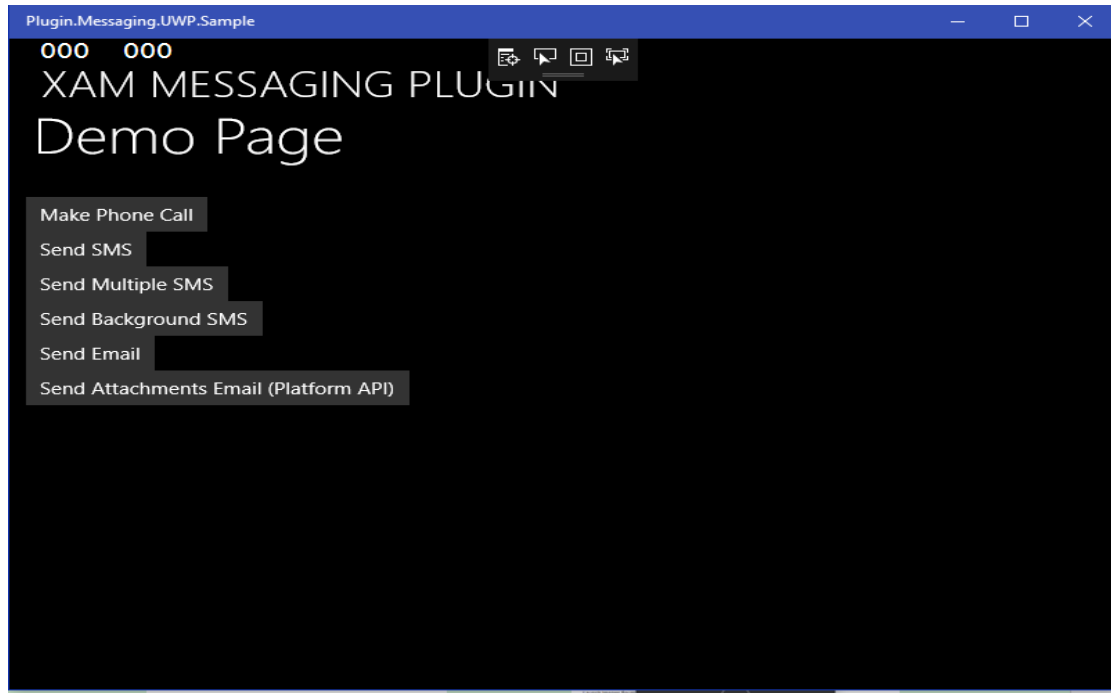 Plugin.Messaging.UWP.Sample
000 000
XAM MESSAGING PLUGIN
Demo Page
Make Phone Call
Send SMS
Send Multiple SMS
Send Background SMS
Send Email
Send Attachments Email (Platform API)